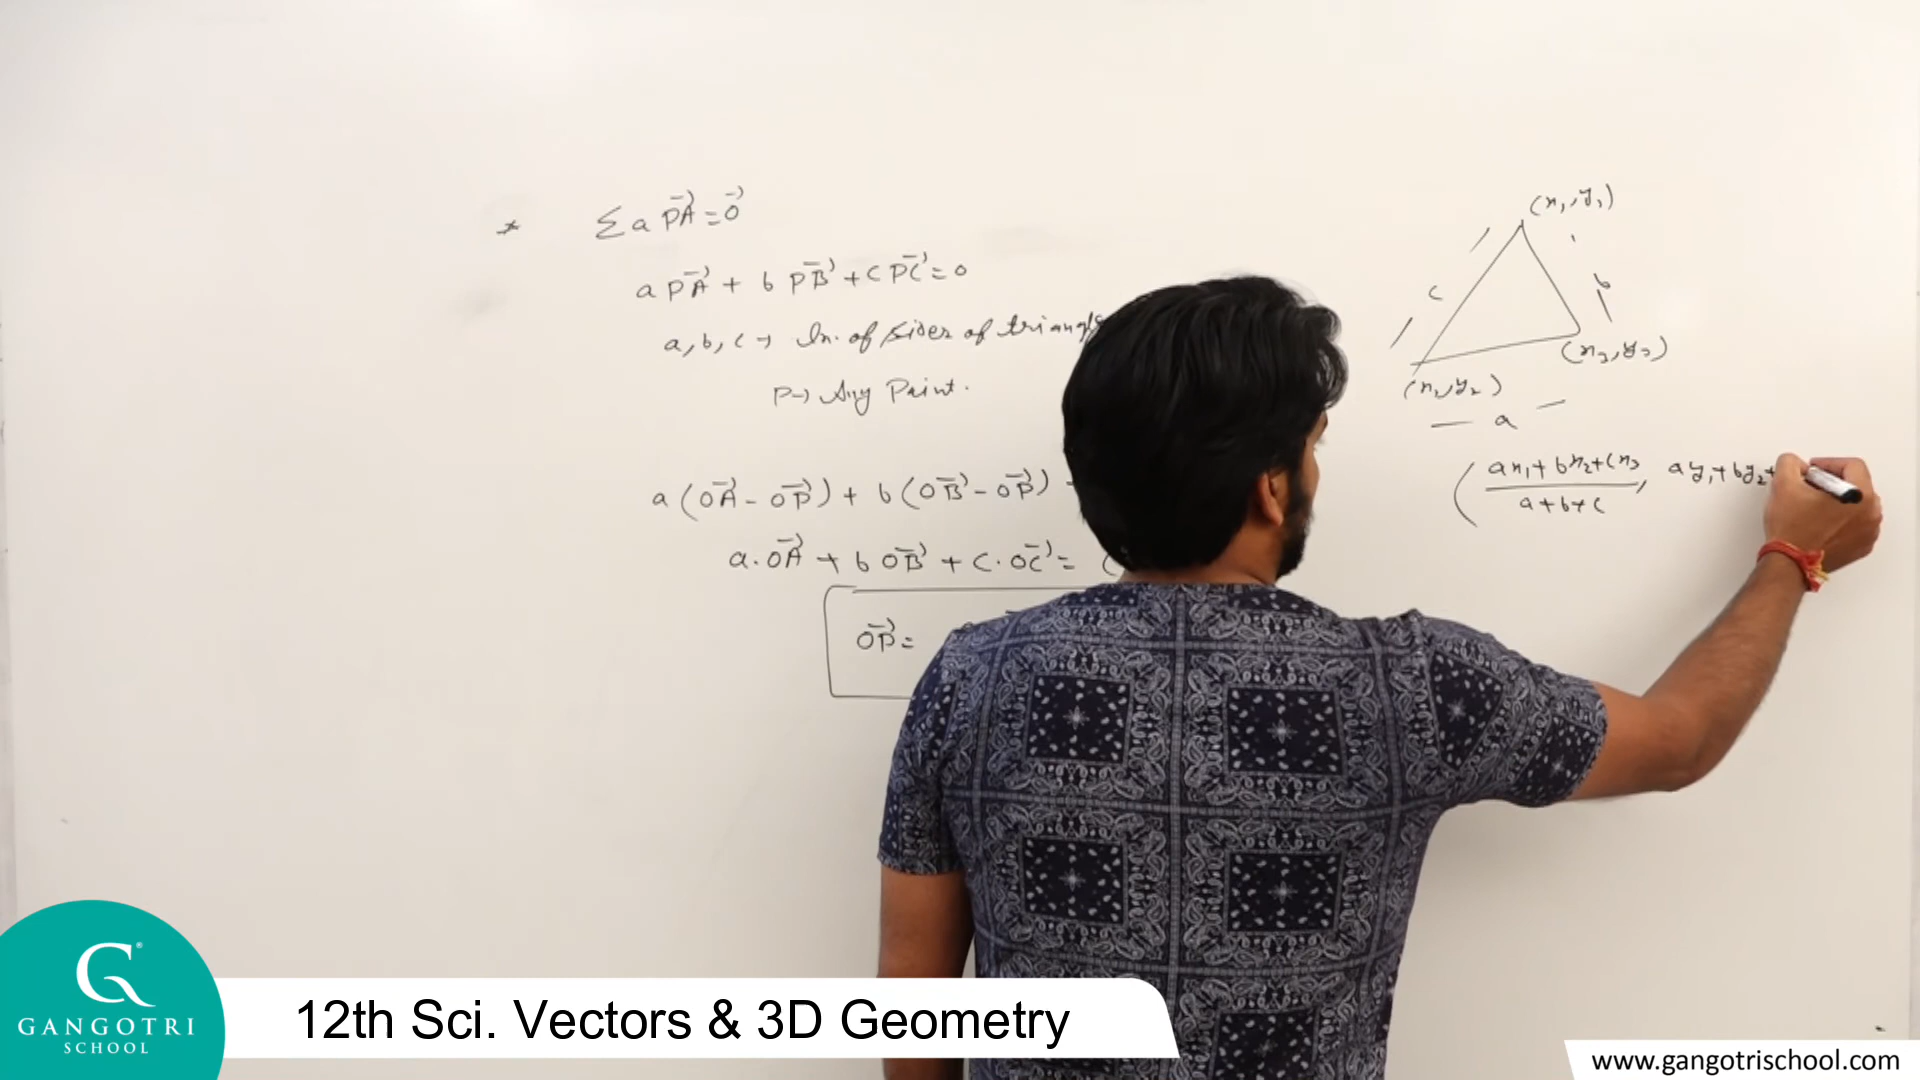 * Σ a PA⃗ = 0⃗
a PA⃗ + b PB⃗ + c PC⃗ = 0
a, b, c → ln. of sides of triangle
P → Any Point.
a (OA⃗ - OP⃗) + b (OB⃗ - OP⃗)
a. OA⃗ + b OB⃗ + c. OC⃗ = (
OP⃗ =
(x₁, y₁)
c
b
(x₃, y₃)
(x₂, y₂)
a
( ax₁ + bx₂ + cx₃ / a + b + c , ay₁ + by₂ +
GANGOTRI
SCHOOL
12th Sci. Vectors & 3D Geometry
www.gangotrischool.com